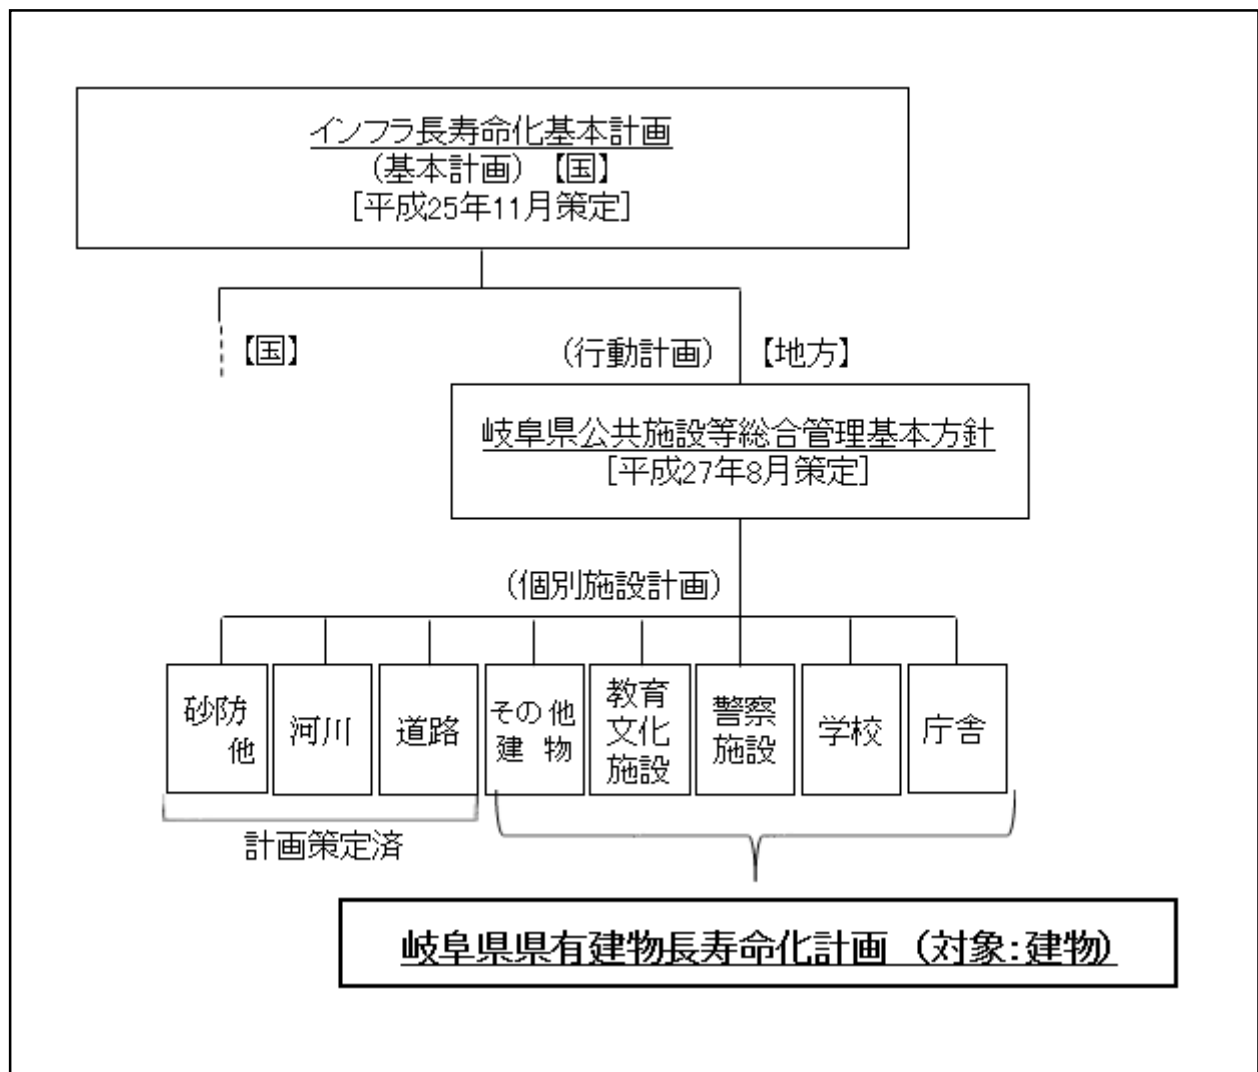 インフラ長寿命化基本計画
(基本計画) 【国】
[平成25年11月策定]
【国】
(行動計画) 【地方】
岐阜県公共施設等総合管理基本方針
[平成27年8月策定]
(個別施設計画)
砂防
他
河川
道路
その他
建 物
教育
文化
施設
警察
施設
学校
庁舎
計画策定済
岐阜県県有建物長寿命化計画 (対象:建物)